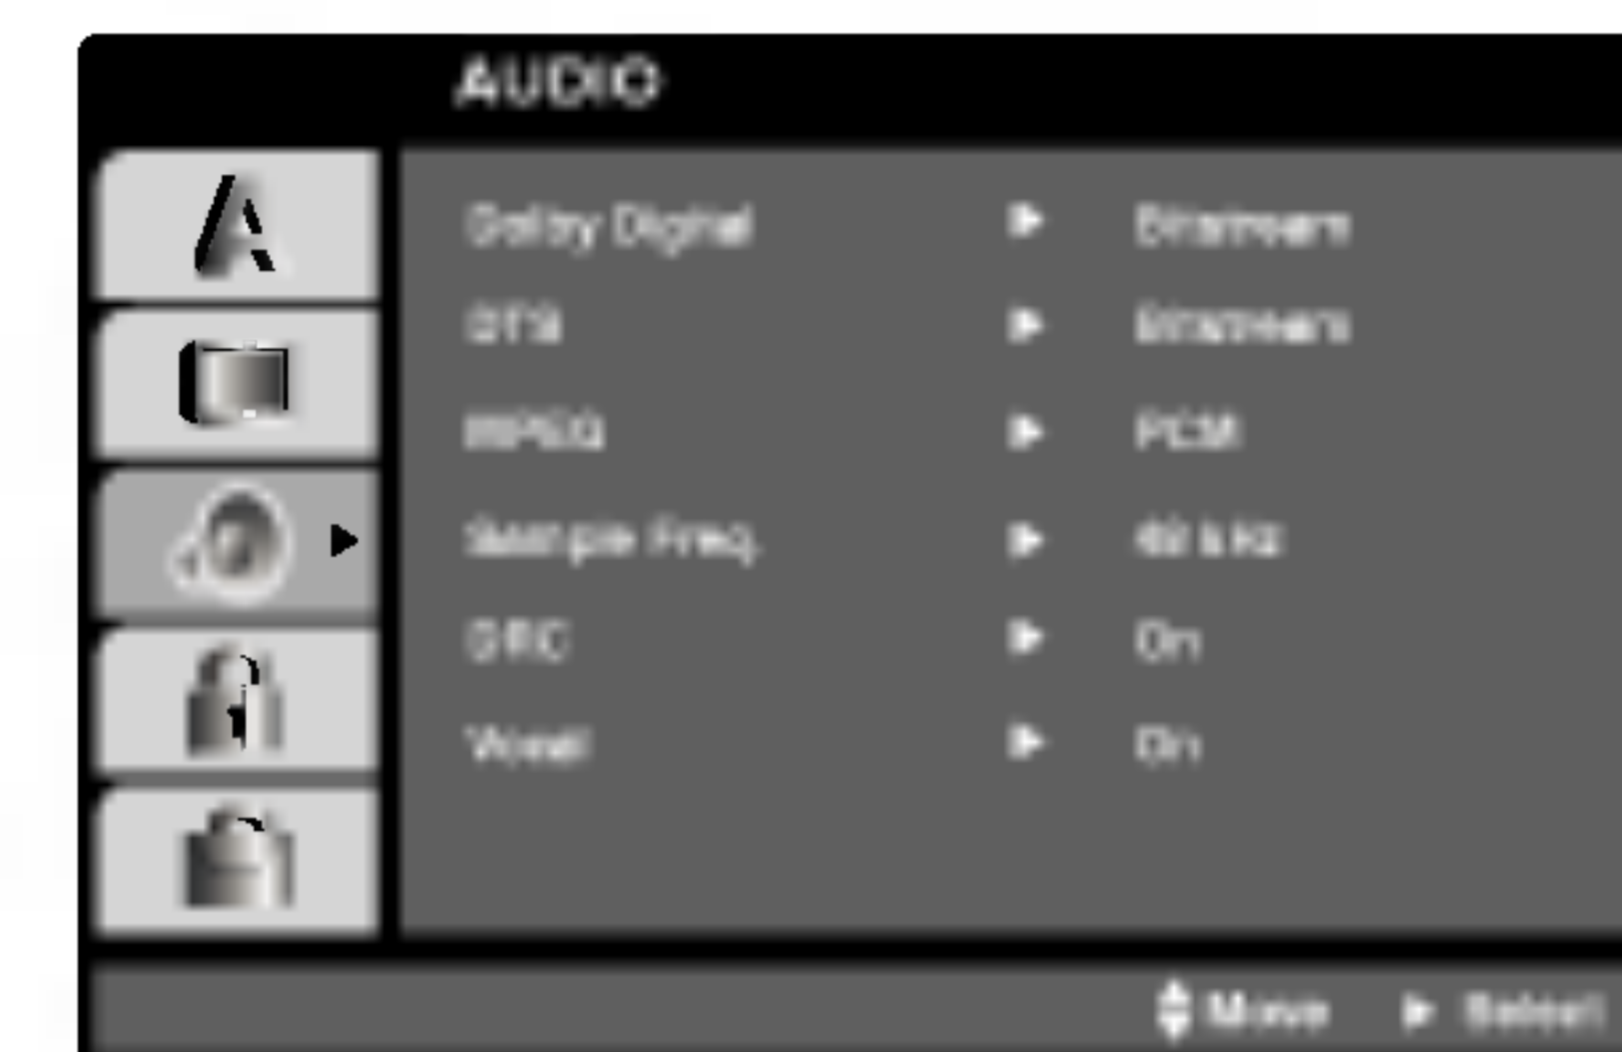 AUDIO
Dolby Digital Bitstream
DTS Bitstream
MPEG PCM
Sample Freq. 48 kHz
DRC On
Vocal On
Move Select